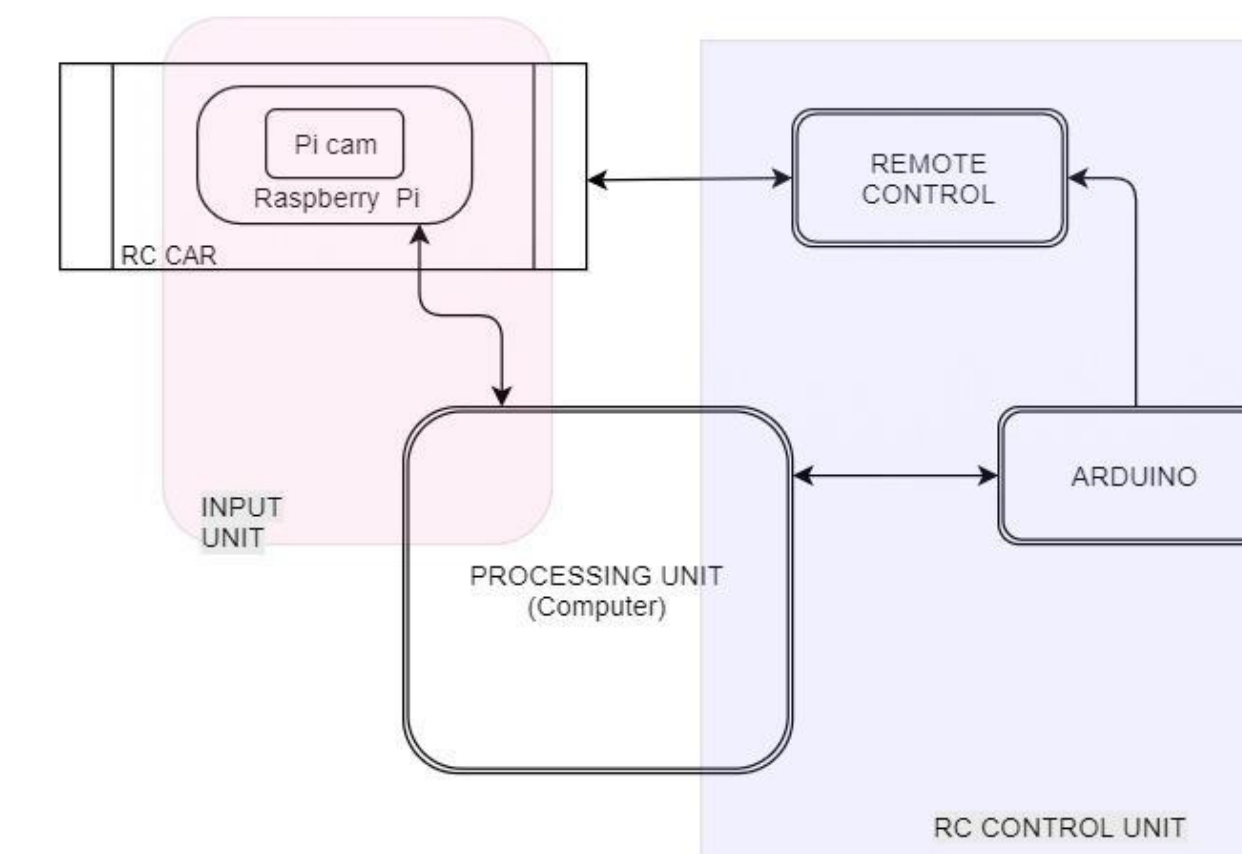 Pi cam
Raspberry Pi
RC CAR
REMOTE
CONTROL
INPUT
UNIT
ARDUINO
PROCESSING UNIT
(Computer)
RC CONTROL UNIT